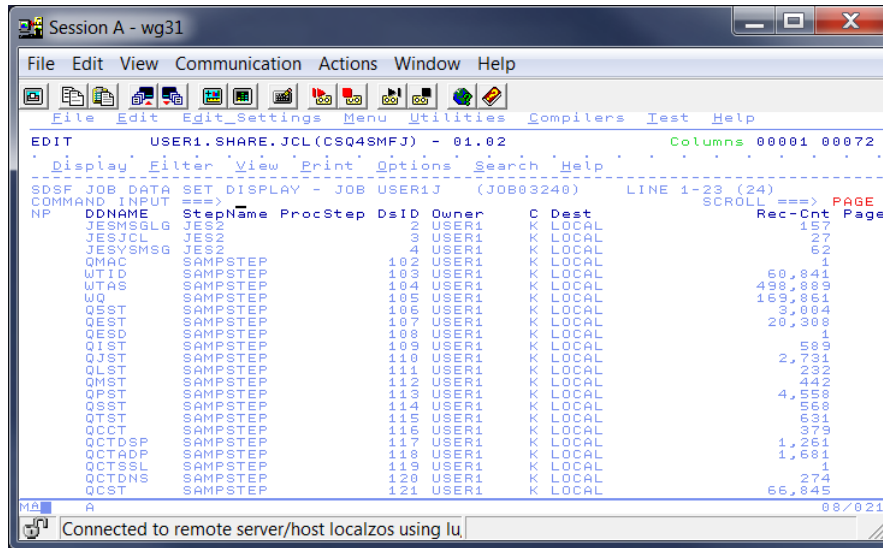 Session A - wg31
File Edit View Communication Actions Window Help
File Edit Edit_Settings Menu Utilities Compilers Test Help
EDIT USER1.SHARE.JCL(CSQ4SMFJ) - 01.02 Columns 00001 00072
Display Filter View Print Options Search Help
SDSF JOB DATA SET DISPLAY - JOB USER1J (JOB03240) LINE 1-23 (24)
COMMAND INPUT ===> SCROLL ===> PAGE
NP DDNAME StepName ProcStep DsID Owner C Dest Rec-Cnt Page
JESMSGLG JES2 2 USER1 K LOCAL 157
JESJCL JES2 3 USER1 K LOCAL 27
JESYSMSG JES2 4 USER1 K LOCAL 62
QMAC SAMPSTEP 102 USER1 K LOCAL 1
WTID SAMPSTEP 103 USER1 K LOCAL 60,841
WTAS SAMPSTEP 104 USER1 K LOCAL 498,889
WQ SAMPSTEP 105 USER1 K LOCAL 169,861
Q5ST SAMPSTEP 106 USER1 K LOCAL 3,004
QEST SAMPSTEP 107 USER1 K LOCAL 20,308
QESD SAMPSTEP 108 USER1 K LOCAL 1
QIST SAMPSTEP 109 USER1 K LOCAL 589
QJST SAMPSTEP 110 USER1 K LOCAL 2,731
QLST SAMPSTEP 111 USER1 K LOCAL 232
QMST SAMPSTEP 112 USER1 K LOCAL 442
QPST SAMPSTEP 113 USER1 K LOCAL 4,558
QSST SAMPSTEP 114 USER1 K LOCAL 568
QTST SAMPSTEP 115 USER1 K LOCAL 631
QCCT SAMPSTEP 116 USER1 K LOCAL 379
QCTDSP SAMPSTEP 117 USER1 K LOCAL 1,261
QCTADP SAMPSTEP 118 USER1 K LOCAL 1,681
QCTSSL SAMPSTEP 119 USER1 K LOCAL 1
QCTDNS SAMPSTEP 120 USER1 K LOCAL 274
QCST SAMPSTEP 121 USER1 K LOCAL 66,845
MA A 08/021
Connected to remote server/host localzos using lu